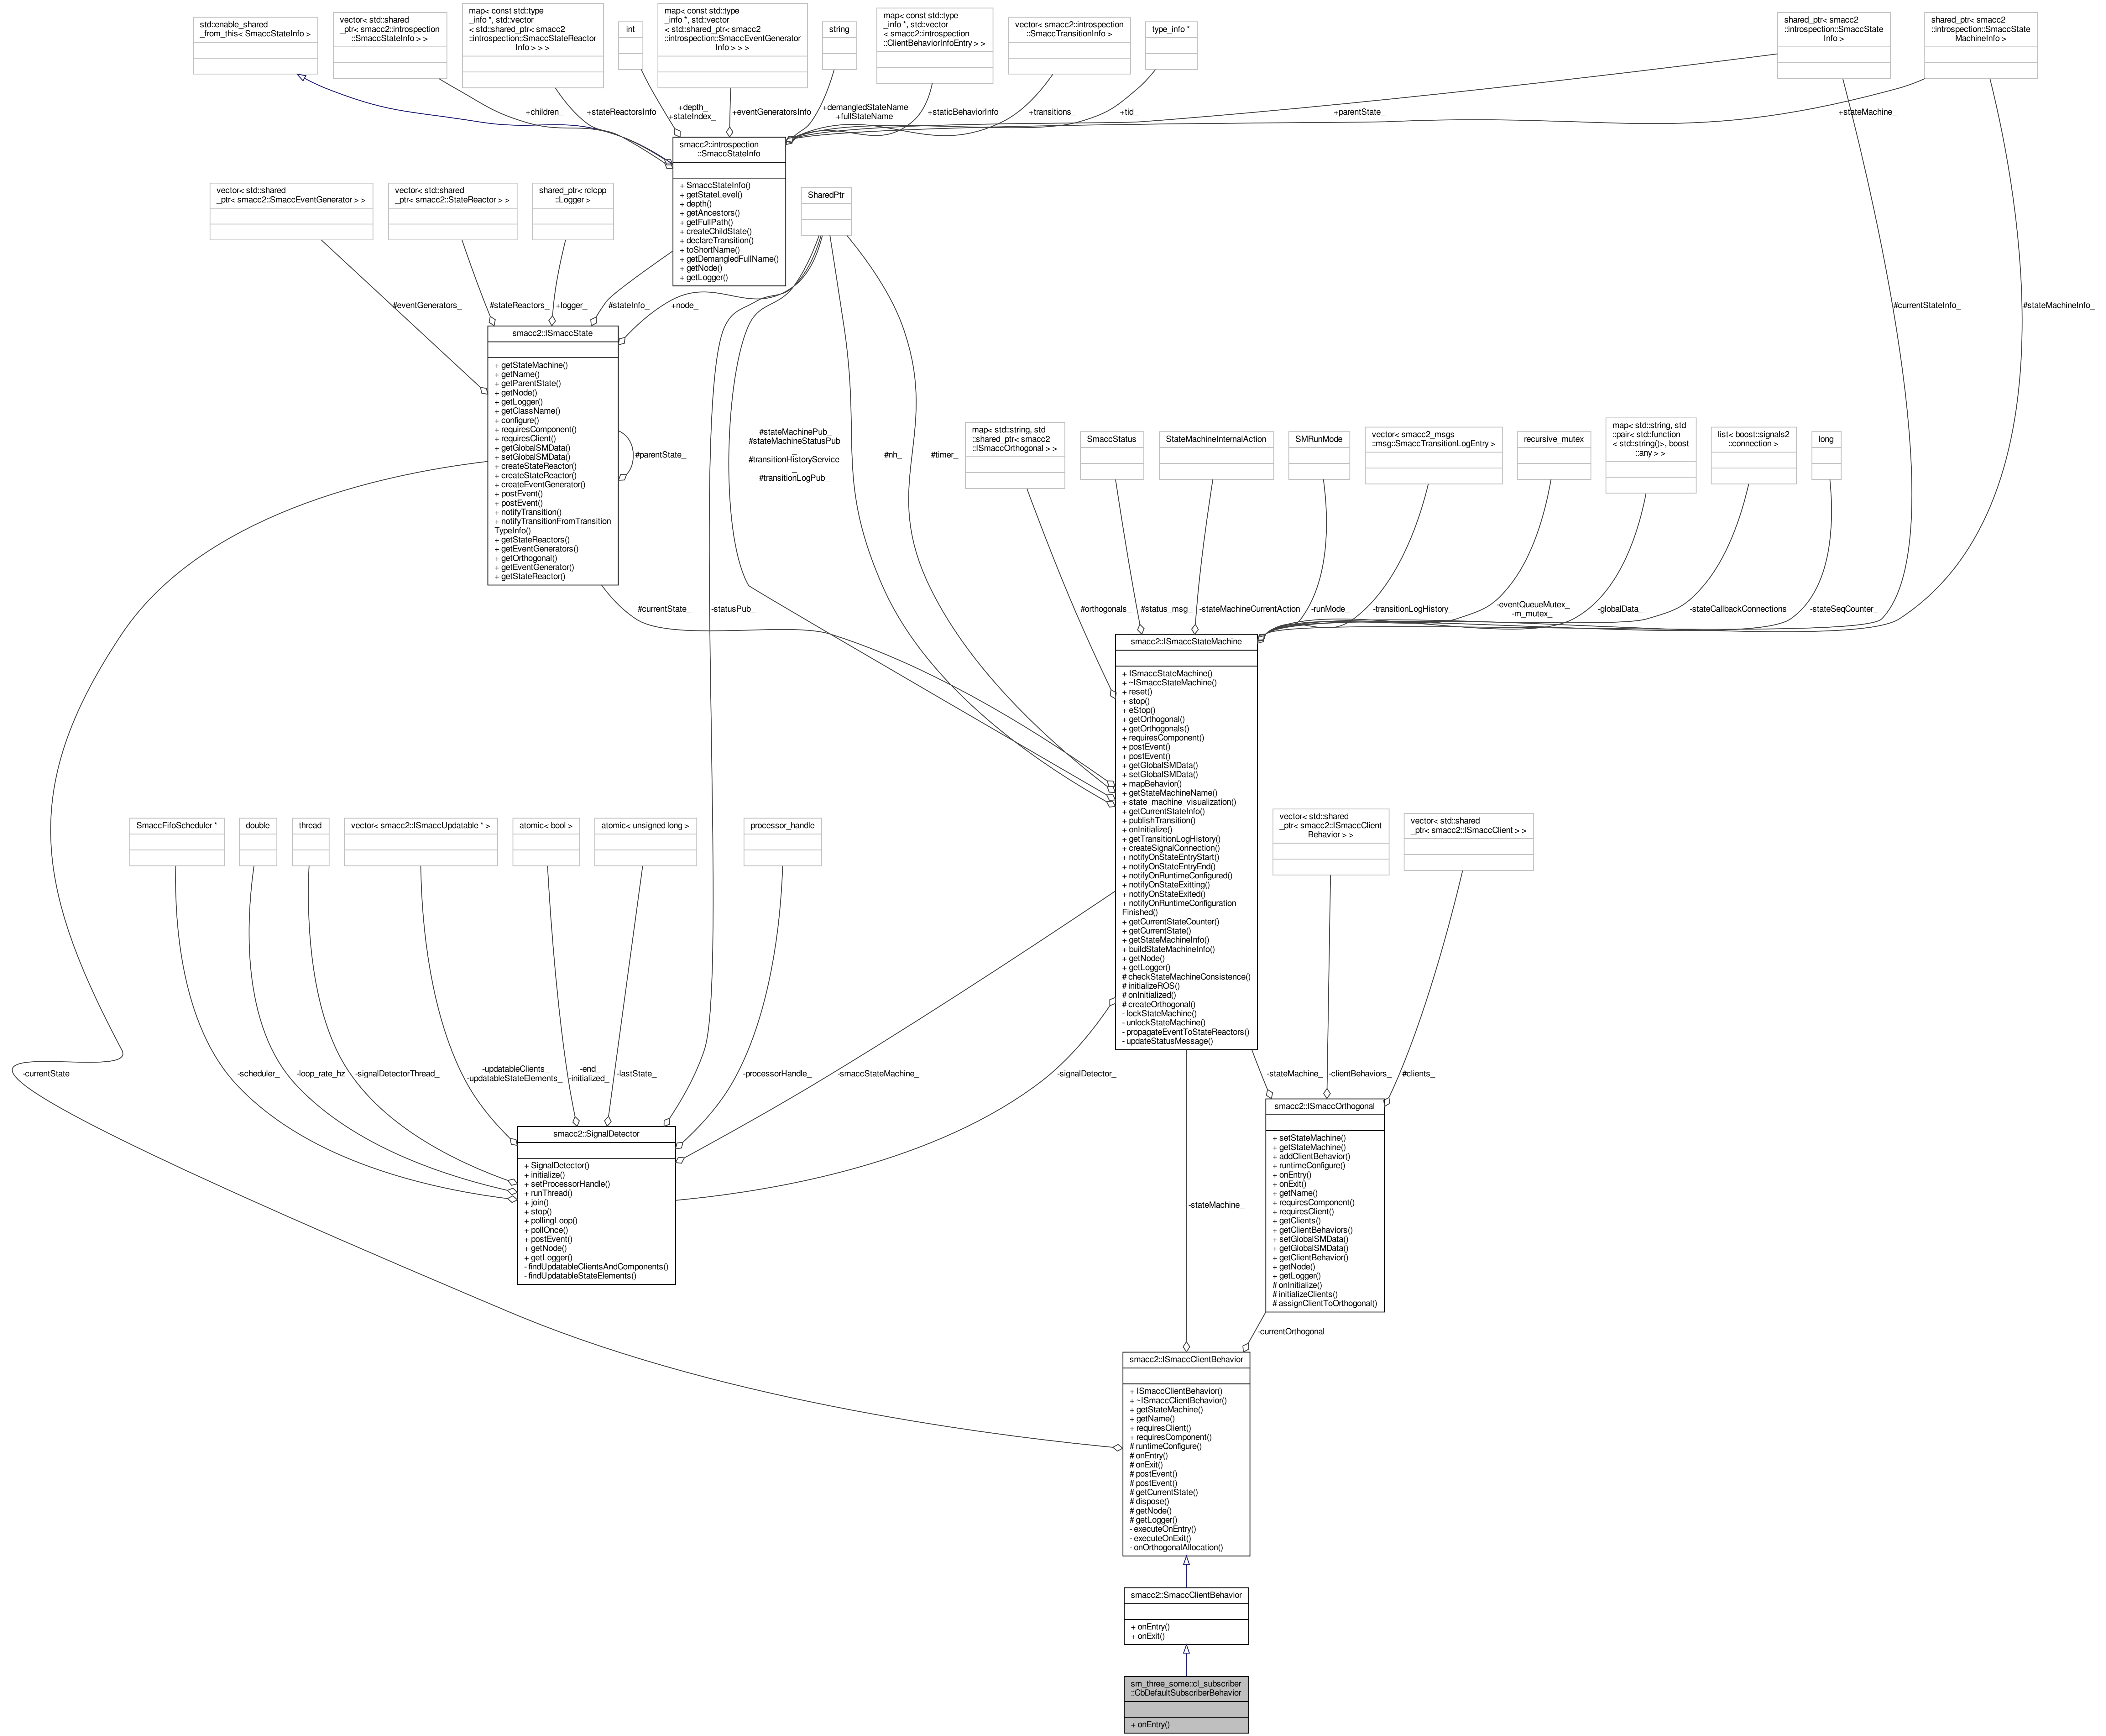 std::enable_shared
_from_this< SmaccStateInfo >
vector< std::shared
_ptr< smacc2::introspection
::SmaccStateInfo > >
map< const std::type
_info *, std::vector
< std::shared_ptr< smacc2
::introspection::SmaccStateReactor
Info > > >
int
map< const std::type
_info *, std::vector
< std::shared_ptr< smacc2
::introspection::SmaccEventGenerator
Info > > >
string
map< const std::type
_info *, std::vector
< smacc2::introspection
::ClientBehaviorInfoEntry > >
vector< smacc2::introspection
::SmaccTransitionInfo >
type_info *
shared_ptr< smacc2
::introspection::SmaccState
Info >
shared_ptr< smacc2
::introspection::SmaccState
MachineInfo >
+children_
+stateReactorsInfo
+depth_
+stateIndex_
+eventGeneratorsInfo
+demangledStateName
+fullStateName
+staticBehaviorInfo
+transitions_
+tid_
+parentState_
+stateMachine_
smacc2::introspection
::SmaccStateInfo
+ SmaccStateInfo()
+ getStateLevel()
+ depth()
+ getAncestors()
+ getFullPath()
+ createChildState()
+ declareTransition()
+ toShortName()
+ getDemangledFullName()
+ getNode()
+ getLogger()
vector< std::shared
_ptr< smacc2::SmaccEventGenerator > >
vector< std::shared
_ptr< smacc2::StateReactor > >
shared_ptr< rclcpp
::Logger >
SharedPtr
#eventGenerators_
#stateReactors_
+logger_
#stateInfo_
+node_
#currentStateInfo_
#stateMachineInfo_
smacc2::ISmaccState
+ getStateMachine()
+ getName()
+ getParentState()
+ getNode()
+ getLogger()
+ getClassName()
+ configure()
+ requiresComponent()
+ requiresClient()
+ getGlobalSMData()
+ setGlobalSMData()
+ createStateReactor()
+ createStateReactor()
+ createEventGenerator()
+ postEvent()
+ postEvent()
+ notifyTransition()
+ notifyTransitionFromTransition
TypeInfo()
+ getStateReactors()
+ getEventGenerators()
+ getOrthogonal()
+ getEventGenerator()
+ getStateReactor()
#parentState_
#stateMachinePub_
#stateMachineStatusPub
_
#transitionHistoryService
_
#transitionLogPub_
#nh_
#timer_
map< std::string, std
::shared_ptr< smacc2
::ISmaccOrthogonal > >
SmaccStatus
StateMachineInternalAction
SMRunMode
vector< smacc2_msgs
::msg::SmaccTransitionLogEntry >
recursive_mutex
map< std::string, std
::pair< std::function
< std::string()>, boost
::any > >
list< boost::signals2
::connection >
long
#currentState_
-statusPub_
#orthogonals_
#status_msg_
-stateMachineCurrentAction
-runMode_
-transitionLogHistory_
-eventQueueMutex_
-m_mutex_
-globalData_
-stateCallbackConnections
-stateSeqCounter_
smacc2::ISmaccStateMachine
+ ISmaccStateMachine()
+ ~ISmaccStateMachine()
+ reset()
+ stop()
+ eStop()
+ getOrthogonal()
+ getOrthogonals()
+ requiresComponent()
+ postEvent()
+ postEvent()
+ getGlobalSMData()
+ setGlobalSMData()
+ mapBehavior()
+ getStateMachineName()
+ state_machine_visualization()
+ getCurrentStateInfo()
+ publishTransition()
+ onInitialize()
+ getTransitionLogHistory()
+ createSignalConnection()
+ notifyOnStateEntryStart()
+ notifyOnStateEntryEnd()
+ notifyOnRuntimeConfigured()
+ notifyOnStateExitting()
+ notifyOnStateExited()
+ notifyOnRuntimeConfiguration
Finished()
+ getCurrentStateCounter()
+ getCurrentState()
+ getStateMachineInfo()
+ buildStateMachineInfo()
+ getNode()
+ getLogger()
# checkStateMachineConsistence()
# initializeROS()
# onInitialized()
# createOrthogonal()
- lockStateMachine()
- unlockStateMachine()
- propagateEventToStateReactors()
- updateStatusMessage()
SmaccFifoScheduler *
double
thread
vector< smacc2::ISmaccUpdatable * >
atomic< bool >
atomic< unsigned long >
processor_handle
vector< std::shared
_ptr< smacc2::ISmaccClient
Behavior > >
vector< std::shared
_ptr< smacc2::ISmaccClient > >
-currentState
-scheduler_
-loop_rate_hz
-signalDetectorThread_
-updatableClients_
-updatableStateElements_
-end_
-initialized_
-lastState_
-processorHandle_
-smaccStateMachine_
-signalDetector_
-stateMachine_
-clientBehaviors_
#clients_
smacc2::SignalDetector
+ SignalDetector()
+ initialize()
+ setProcessorHandle()
+ runThread()
+ join()
+ stop()
+ pollingLoop()
+ pollOnce()
+ postEvent()
+ getNode()
+ getLogger()
- findUpdatableClientsAndComponents()
- findUpdatableStateElements()
smacc2::ISmaccOrthogonal
+ setStateMachine()
+ getStateMachine()
+ addClientBehavior()
+ runtimeConfigure()
+ onEntry()
+ onExit()
+ getName()
+ requiresComponent()
+ requiresClient()
+ getClients()
+ getClientBehaviors()
+ setGlobalSMData()
+ getGlobalSMData()
+ getClientBehavior()
+ getNode()
+ getLogger()
# onInitialize()
# initializeClients()
# assignClientToOrthogonal()
-stateMachine_
-currentOrthogonal
smacc2::ISmaccClientBehavior
+ ISmaccClientBehavior()
+ ~ISmaccClientBehavior()
+ getStateMachine()
+ getName()
+ requiresClient()
+ requiresComponent()
# runtimeConfigure()
# onEntry()
# onExit()
# postEvent()
# postEvent()
# getCurrentState()
# dispose()
# getNode()
# getLogger()
- executeOnEntry()
- executeOnExit()
- onOrthogonalAllocation()
smacc2::SmaccClientBehavior
+ onEntry()
+ onExit()
sm_three_some::cl_subscriber
::CbDefaultSubscriberBehavior
+ onEntry()